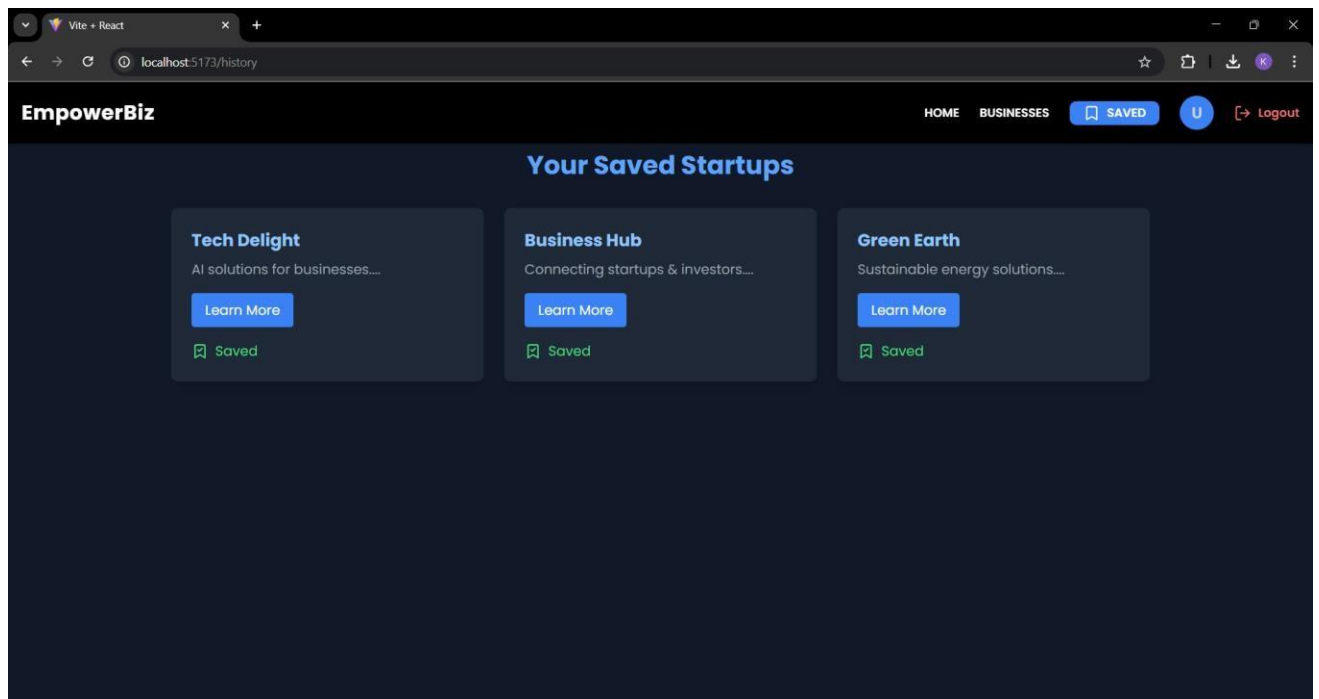 Vite + React
localhost:5173/history
K
EmpowerBiz
HOME BUSINESSES SAVED U Logout
Your Saved Startups
Tech Delight
AI solutions for businesses....
Learn More
Saved
Business Hub
Connecting startups & investors....
Learn More
Saved
Green Earth
Sustainable energy solutions....
Learn More
Saved